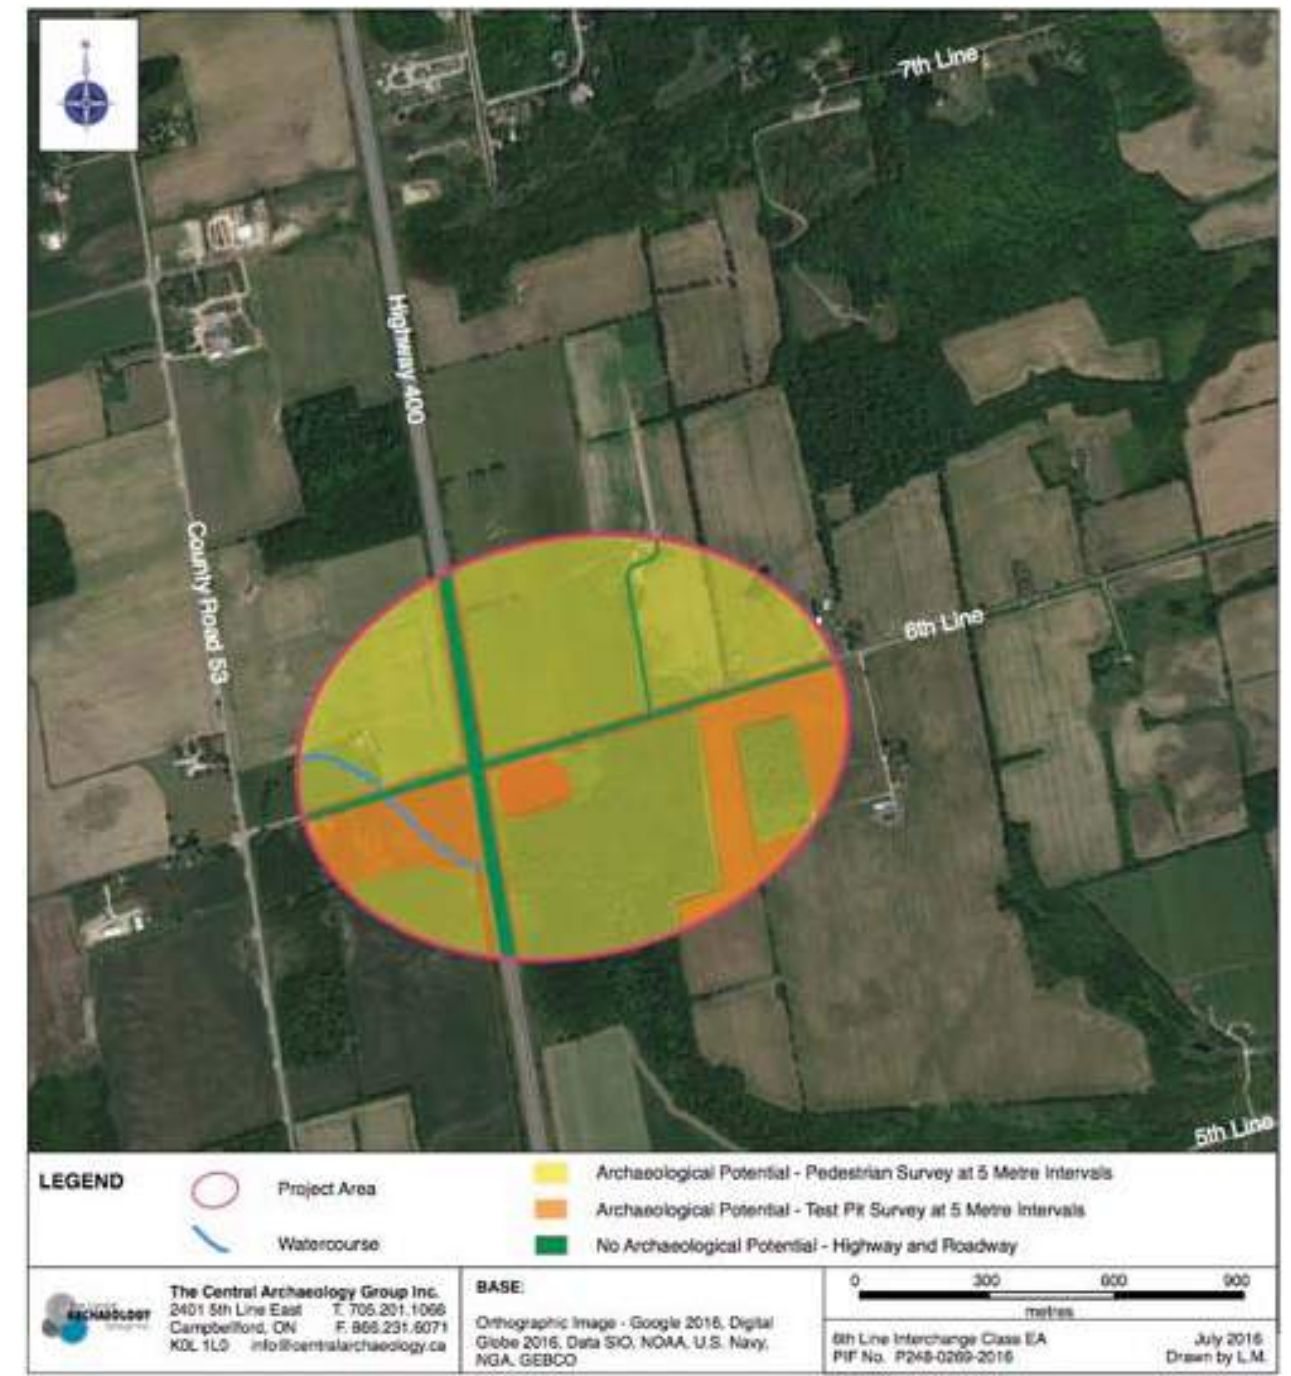 7th Line
Highway 400
County Road 53
6th Line
5th Line
LEGEND
Project Area
Watercourse
Archaeological Potential - Pedestrian Survey at 5 Metre Intervals
Archaeological Potential - Test Pit Survey at 5 Metre Intervals
No Archaeological Potential - Highway and Roadway
ARCHAEOLOGY
The Central Archaeology Group Inc.
2401 5th Line East T. 705.201.1066
Campbellford, ON F. 866.231.6071
K0L 1L0 info@centralarchaeology.ca
BASE:
Orthographic Image - Google 2016, Digital
Globe 2016, Data SIO, NOAA, U.S. Navy,
NGA, GEBCO
0 300 600 900
metres
6th Line Interchange Class EA
PIF No. P248-0269-2016
July 2016
Drawn by L.M.